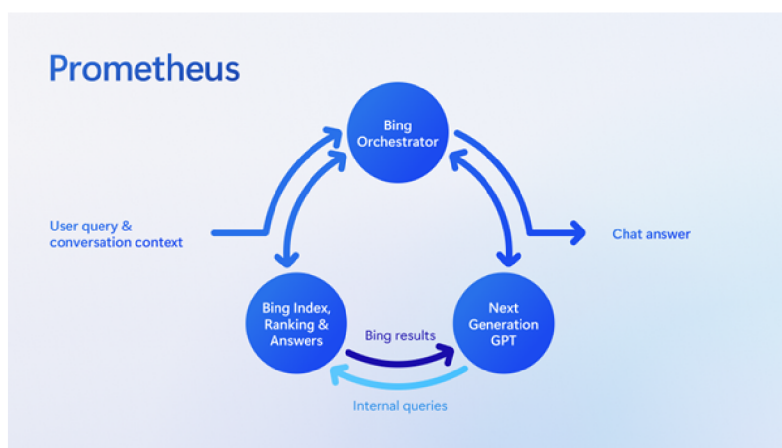 Prometheus
Bing
Orchestrator
User query &
conversation context
Chat answer
Bing Index,
Ranking &
Answers
Bing results
Next
Generation
GPT
Internal queries